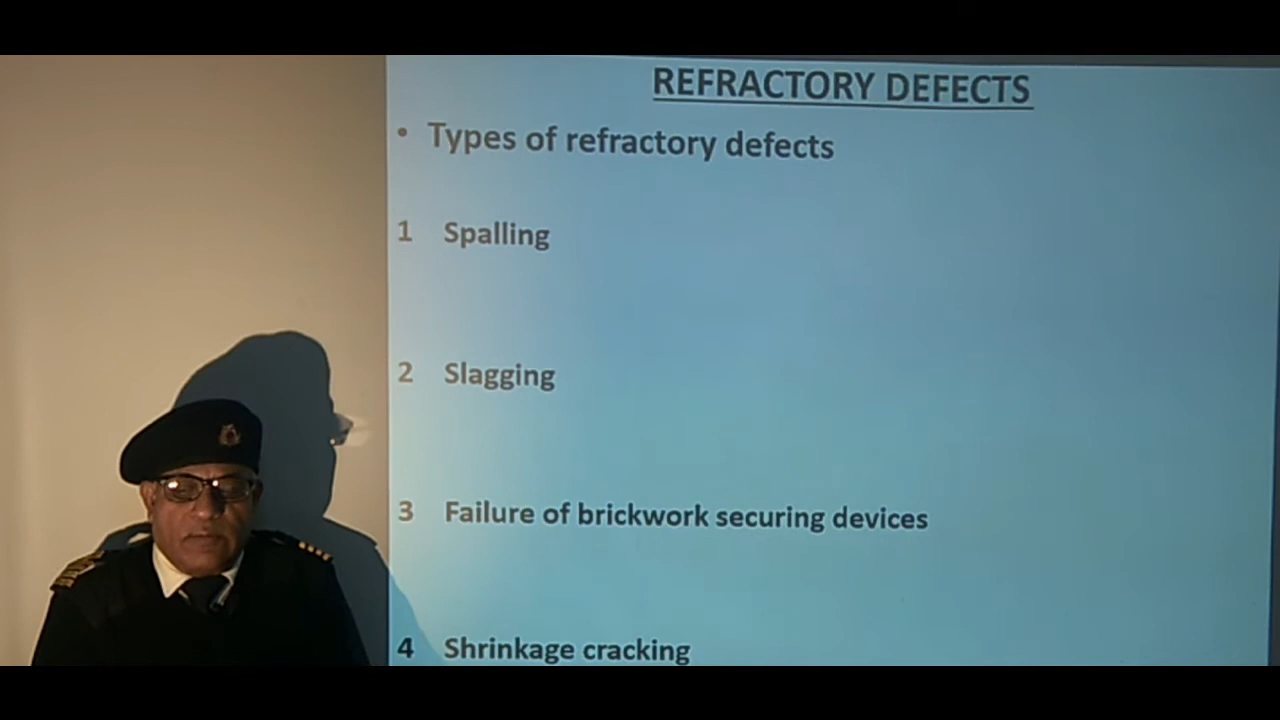 REFRACTORY DEFECTS
• Types of refractory defects
1 Spalling
2 Slagging
3 Failure of brickwork securing devices
4 Shrinkage cracking